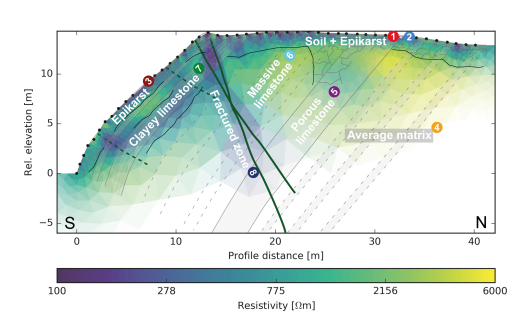 Soil + Epikarst 1 2
Massive limestone 6
Epikarst 3
Clayey limestone 7
Fractured zone 8
Porous limestone 5
Average matrix 4
Rel. elevation [m]
10
5
0
−5
S
N
0 10 20 30 40
Profile distance [m]
100 278 775 2156 6000
Resistivity [Ωm]